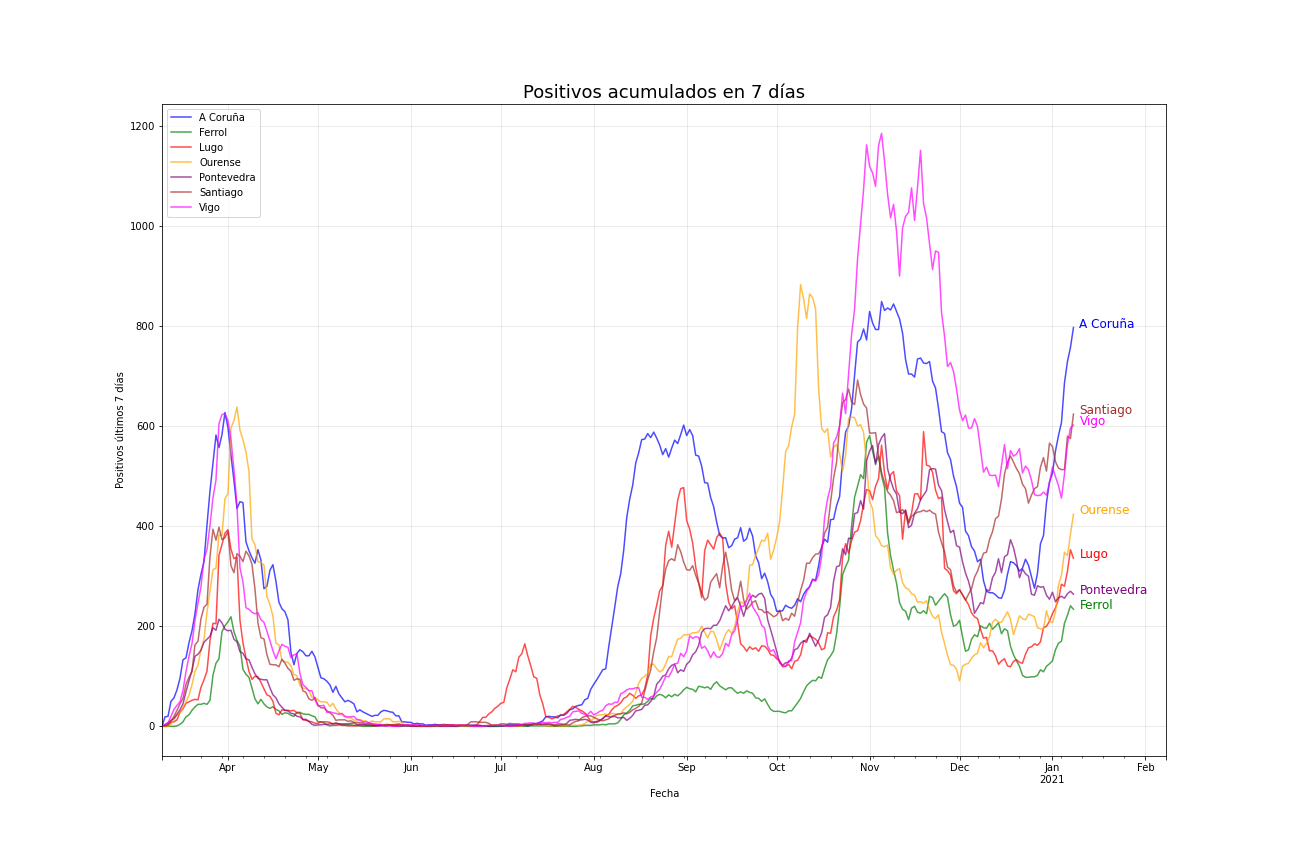 Positivos acumulados en 7 días
A Coruña
Ferrol
Lugo
Ourense
Pontevedra
Santiago
Vigo
1200
1000
800
600
400
200
0
Positivos últimos 7 días
A Coruña
Santiago
Vigo
Ourense
Lugo
Pontevedra
Ferrol
Apr May Jun Jul Aug Sep Oct Nov Dec Jan Feb
2021
Fecha